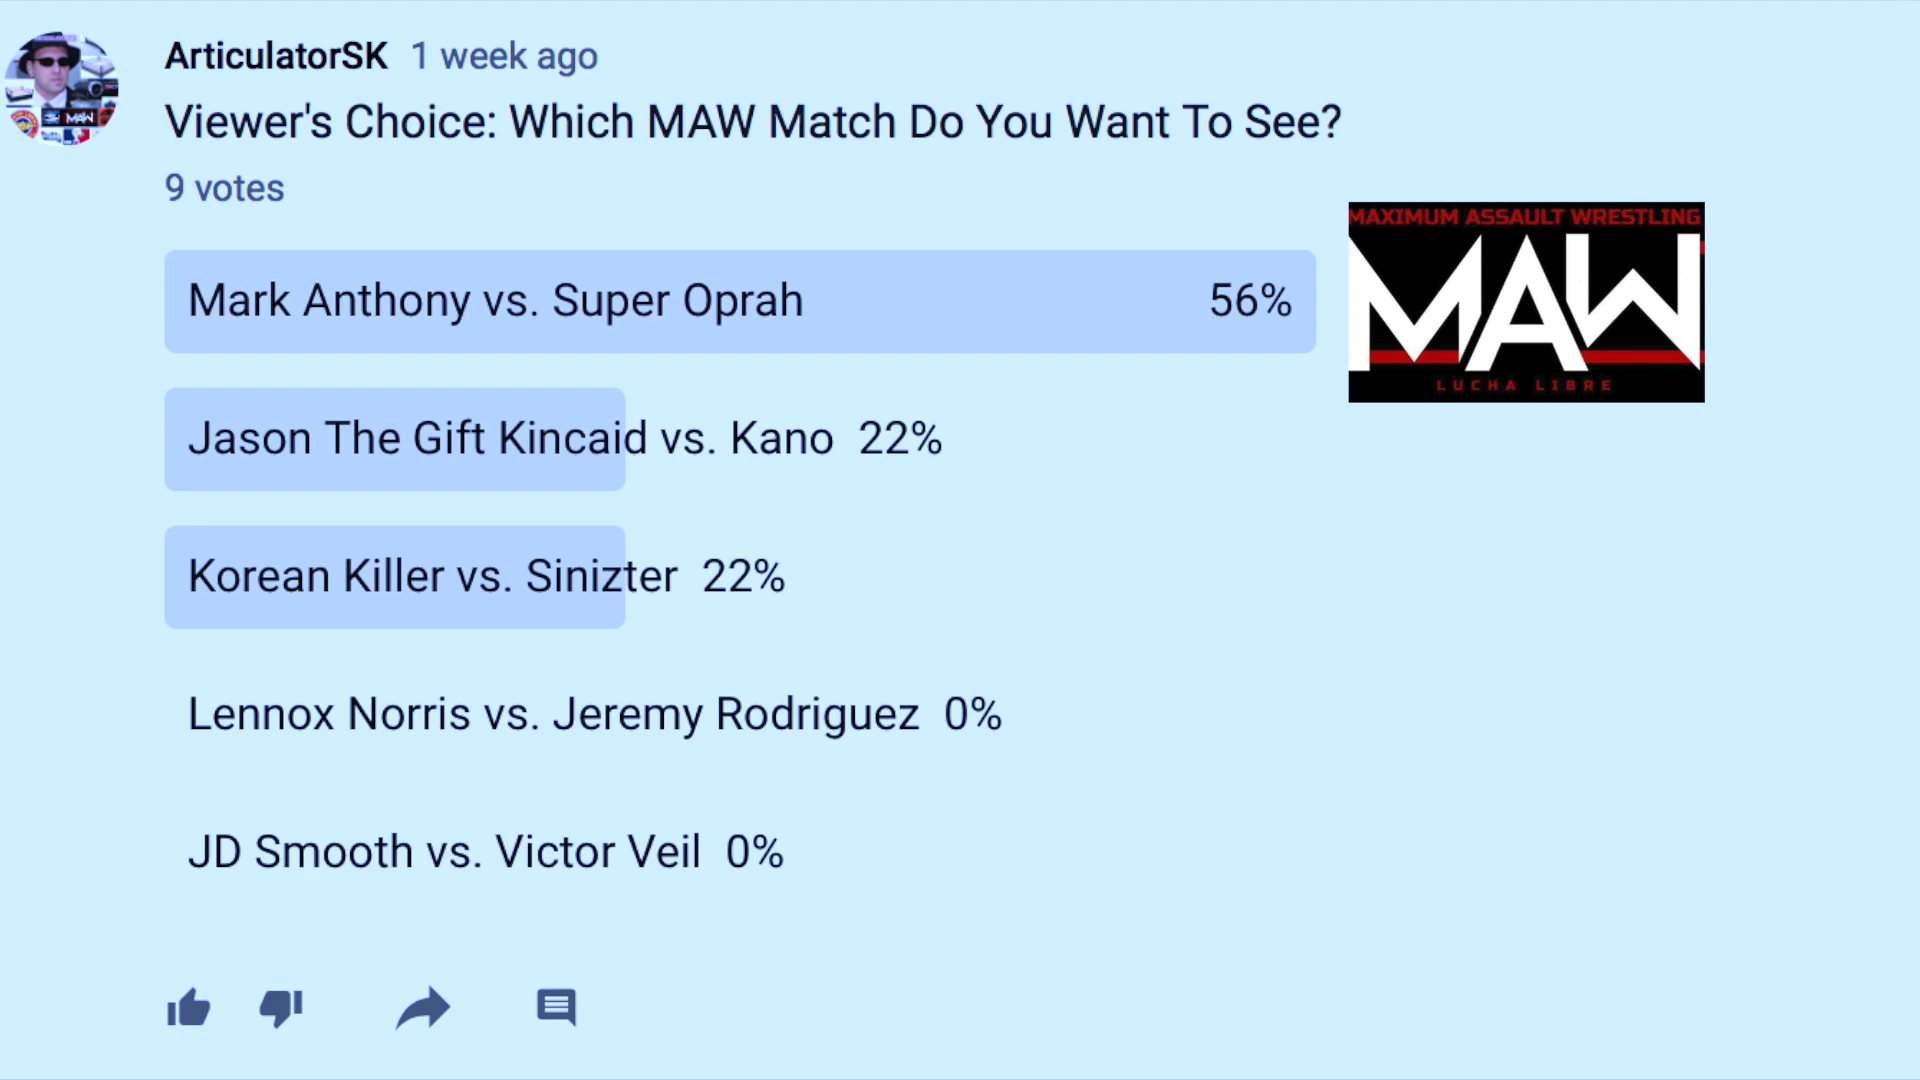 ArticulatorSK 1 week ago
Viewer's Choice: Which MAW Match Do You Want To See?
9 votes
MAXIMUM ASSAULT WRESTLING
MAW
LUCHA LIBRE
Mark Anthony vs. Super Oprah 56%
Jason The Gift Kincaid vs. Kano 22%
Korean Killer vs. Sinizter 22%
Lennox Norris vs. Jeremy Rodriguez 0%
JD Smooth vs. Victor Veil 0%